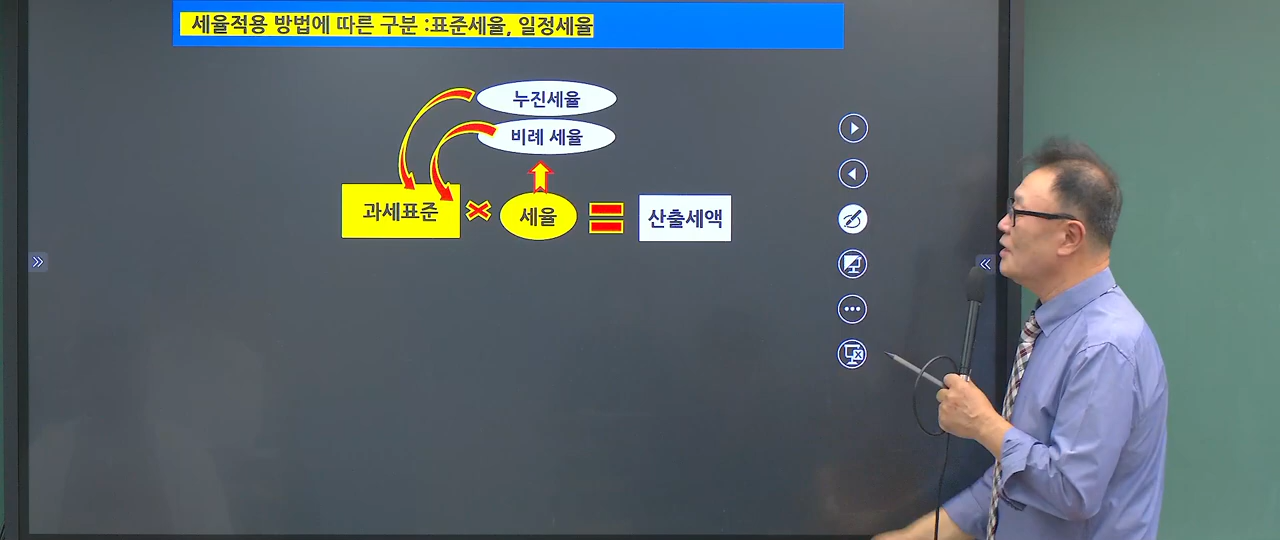 세율적용 방법에 따른 구분 :표준세율, 일정세율
누진세율
비례 세율
과세표준 × 세율 = 산출세액